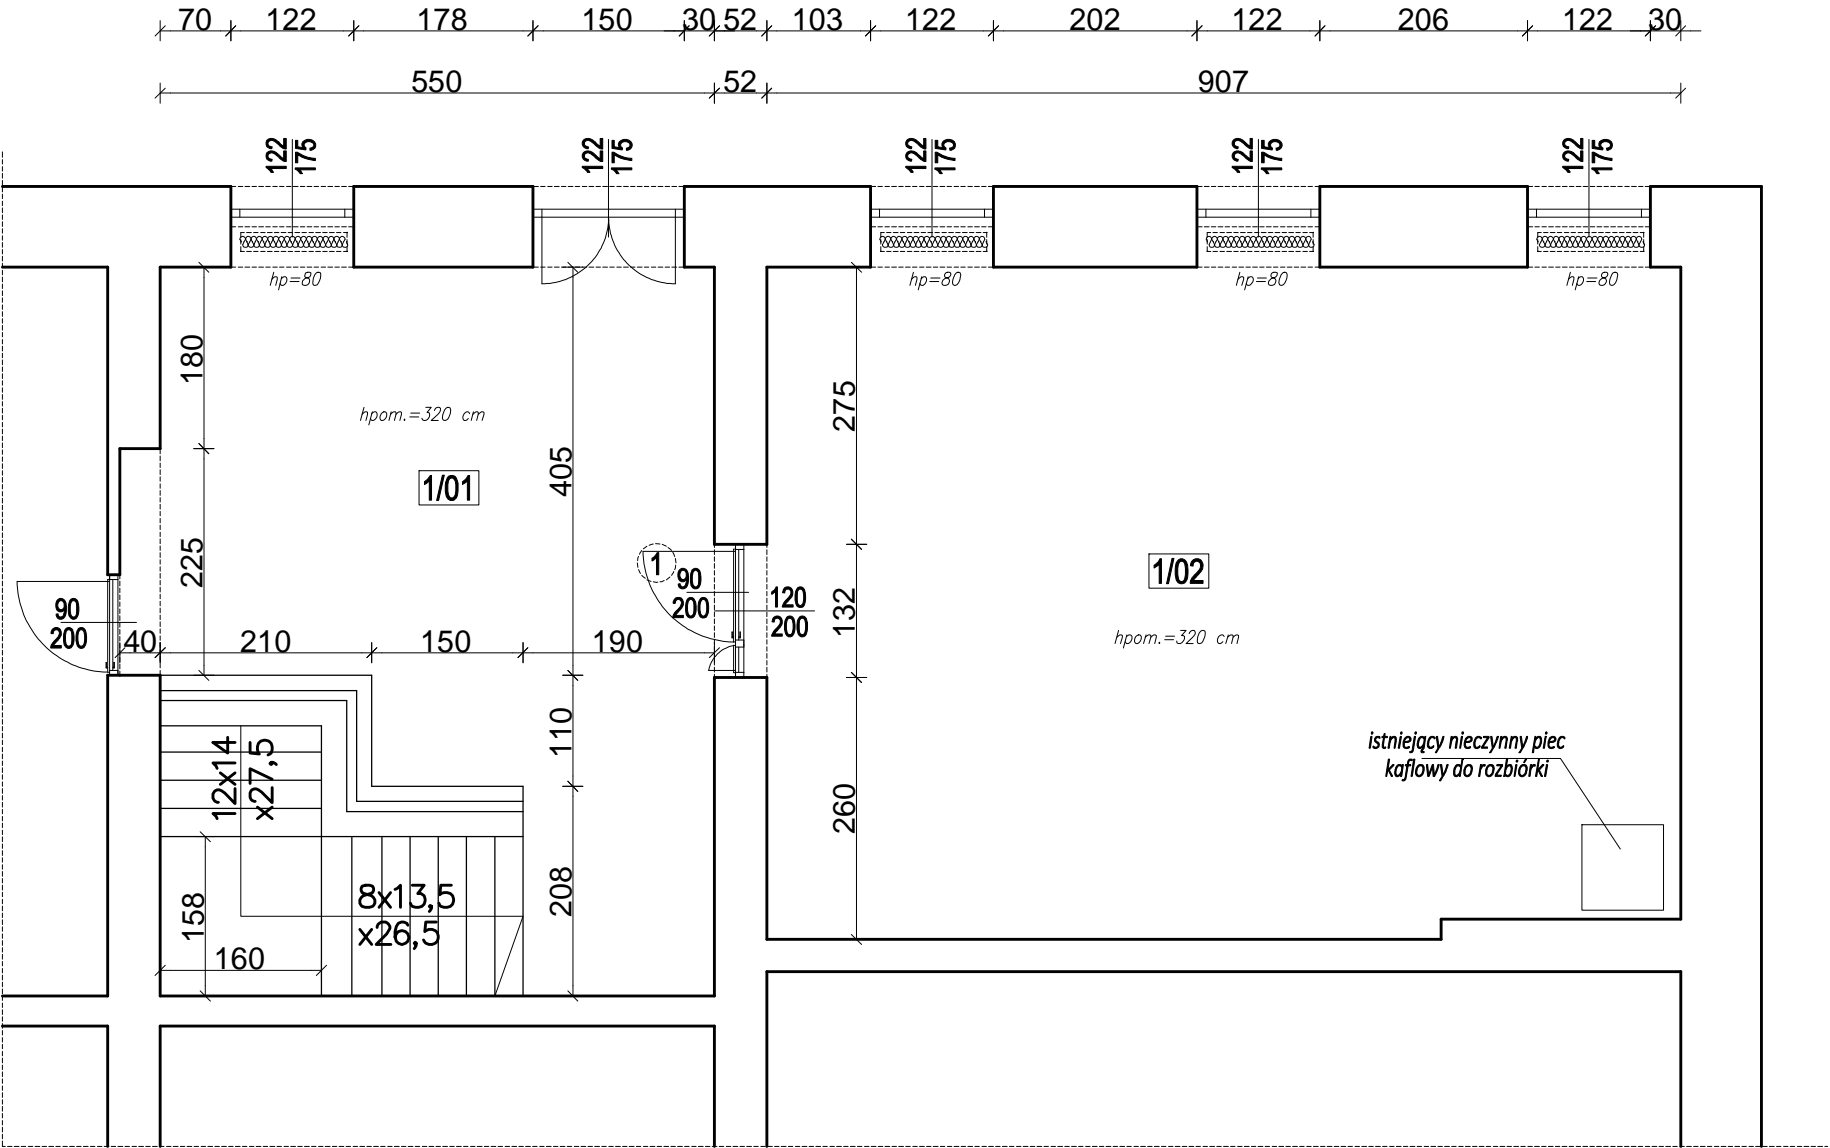 70 122 178 150 30 52 103 122 202 122 206 122 30
550 52 907
122 122 122 122 122
175 175 175 175 175
hp=80 hp=80 hp=80 hp=80
180
275
hpom.=320 cm
405
1/01
225
1
90
200
1/02
120
200
132
90
200
hpom.=320 cm
40 210 150 190
110
istniejący nieczynny piec
kaflowy do rozbiórki
12x14
x27,5
260
8x13,5
x26,5
208
158
160